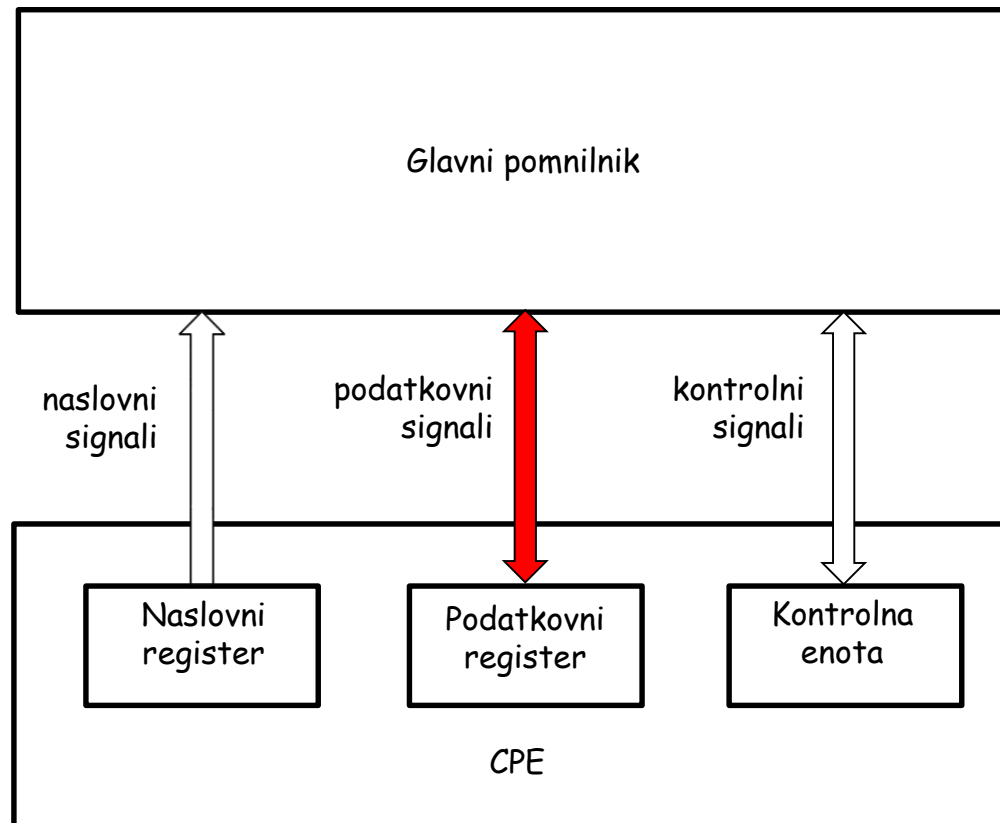 Glavni pomnilnik
naslovni
signali
podatkovni
signali
kontrolni
signali
Naslovni
register
Podatkovni
register
Kontrolna
enota
CPE